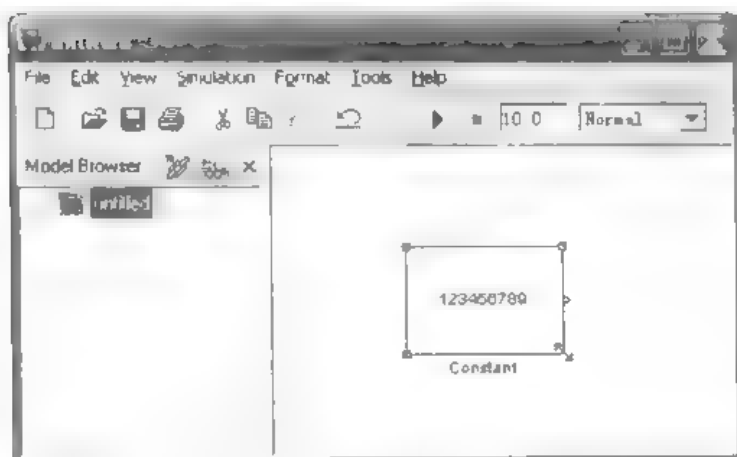 File Edit View Simulation Format Tools Help
10 0 Normal
Model Browser
untitled
123456789
Constant